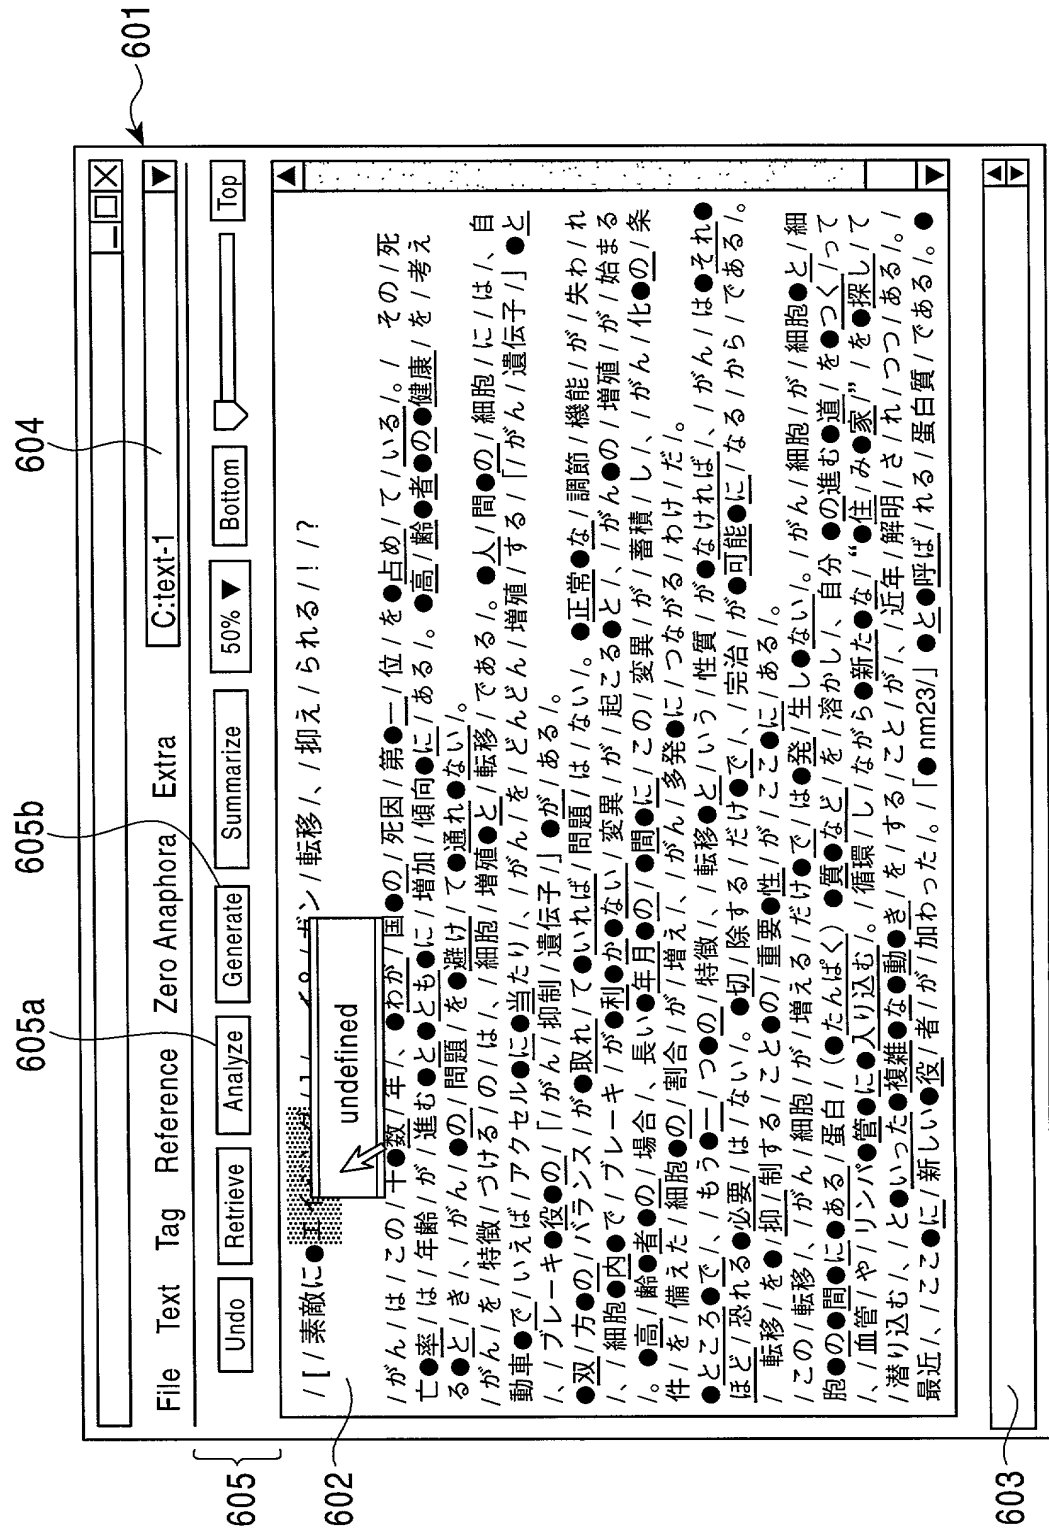 601
604
605b
605a
C:text-1
File Text Tag Reference Zero Anaphora Extra
605
Undo Retrieve Analyze Generate Summarize 50% ▼ Bottom Top
602
/ [ / 素敵に● ガン / 転移 / 、 / 抑え / られる / ! / ?
undefined
/ がん / は / この / 十●数 / 年 / 、●わが / 国●の / 死因 / 第●一 / 位 / を●占め / て / いる / 。 / その / 死
亡●率 / は / 年齢 / が / 進む●と●とも●に / 増加 / 傾向●に / ある / 。●高 / 齢●者●の●健康 / を / 考え
る●と / き / 、 / がん / ●の / 問題 / を●避け / て●通れ●ない / 。
/ がん / を / 特徴 / づける / の / は / 、 / 細胞 / 増殖●と / 転移 / で / ある / 。●人 / 間●の / 細胞 / に / は / 、自
動車●で / いえば / アクセル●に●当たり / 、 / がん / を / どんどん / 増殖 / する / 「 / がん / 遺伝子 / 」●と
/ 、 / ブレーキ●役●の / 「 / がん / 抑制 / 遺伝子 / 」●が / ある / 。
●双 / 方●の / バランス / が●取れ / て●いれば / 問題 / は / ない / 。●正常●な / 調節 / 機能 / が / 失わ / れ
/ 、 / 細胞●内●で / ブレーキ / が●利●か●ない / 変異 / が / 起こる●と / 、 / がん●の / 増殖 / が / 始まる
/ 。●高 / 齢●者●の / 場合 / 、長い●年月●の / ●間●に / この / 変異 / が / 蓄積 / し / 、 / がん / 化●の / 条
件 / を / 備えた / 細胞●の / 割合 / が / 増え / 、 / がん / 多発●に / つながる / わけ / だ / 。
●ところ●で / 、 / もう●一 / つ●の / 特徴 / 、 / 転移●と / いう / 性質 / が●なければ / 、 / がん / は●それ●
ほど / 恐れる●必要 / は / ない / 。●切 / 除する / だけ●で / 、 / 完治 / が●可能●に / なる / から / で / ある / 。
/ 転移 / を●抑 / 制する / こと●の / 重要●性 / が / ここ●に / ある / 。
/ この / 転移 / 、 / がん / 細胞 / が / 増える / だけ●で / は●発 / 生し●ない / 。 / がん / 細胞 / が / 細胞●と / 細
胞●の●間●に●ある / 蛋白 / (●たんぱく) ●質●など / を / 溶かし / 、自分 ●の進む●道 / を●つく / って
/ 、 / 血管 / や / リンパ●管●に●入り込む / 。 / 循環 / し / ながら●新た●な / “●住 / み●家 / ” / を●探し / て
/ 潜り込む / 、 / と●いった●複雑●な●動●き / を / する / こと / が / 、 / 近年 / 解明 / さ / れ / つつ / ある / 。 /
最近 / 、 / ここ●に / 新しい●役 / 者 / が / 加わった / 。 / 「●nm23 / 」●と●呼ば / れる / 蛋白質 / で / ある / 。●
603